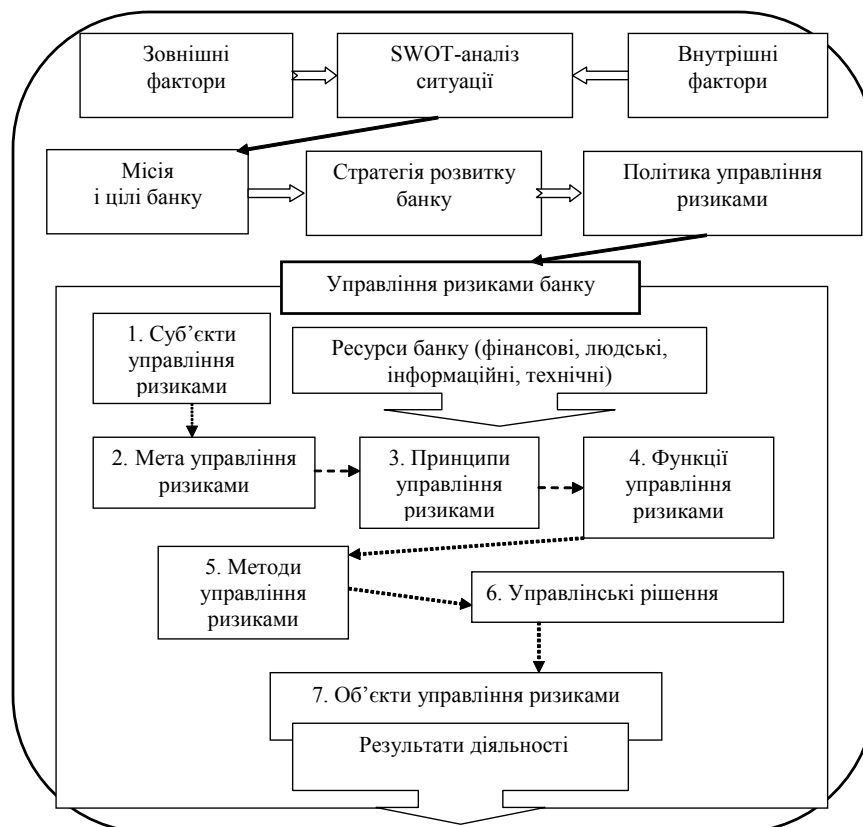 Зовнішні
фактори
SWOT-аналіз
ситуації
Внутрішні
фактори
Місія
і цілі банку
Стратегія розвитку
банку
Політика управління
ризиками
Управління ризиками банку
1. Суб’єкти
управління
ризиками
Ресурси банку (фінансові, людські,
інформаційні, технічні)
2. Мета управління
ризиками
3. Принципи
управління
ризиками
4. Функції
управління
ризиками
5. Методи
управління
ризиками
6. Управлінські рішення
7. Об’єкти управління ризиками
Результати діяльності